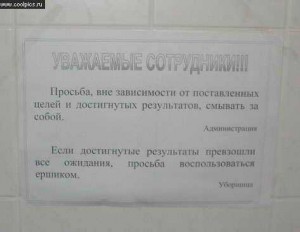 www.coolpics.ru
УВАЖАЕМЫЕ СОТРУДНИКИ!!!
Просьба, вне зависимости от поставленных
целей и достигнутых результатов, смывать за
собой.
Администрация
Если достигнутые результаты превзошли
все ожидания, просьба воспользоваться
ершиком.
Уборщица